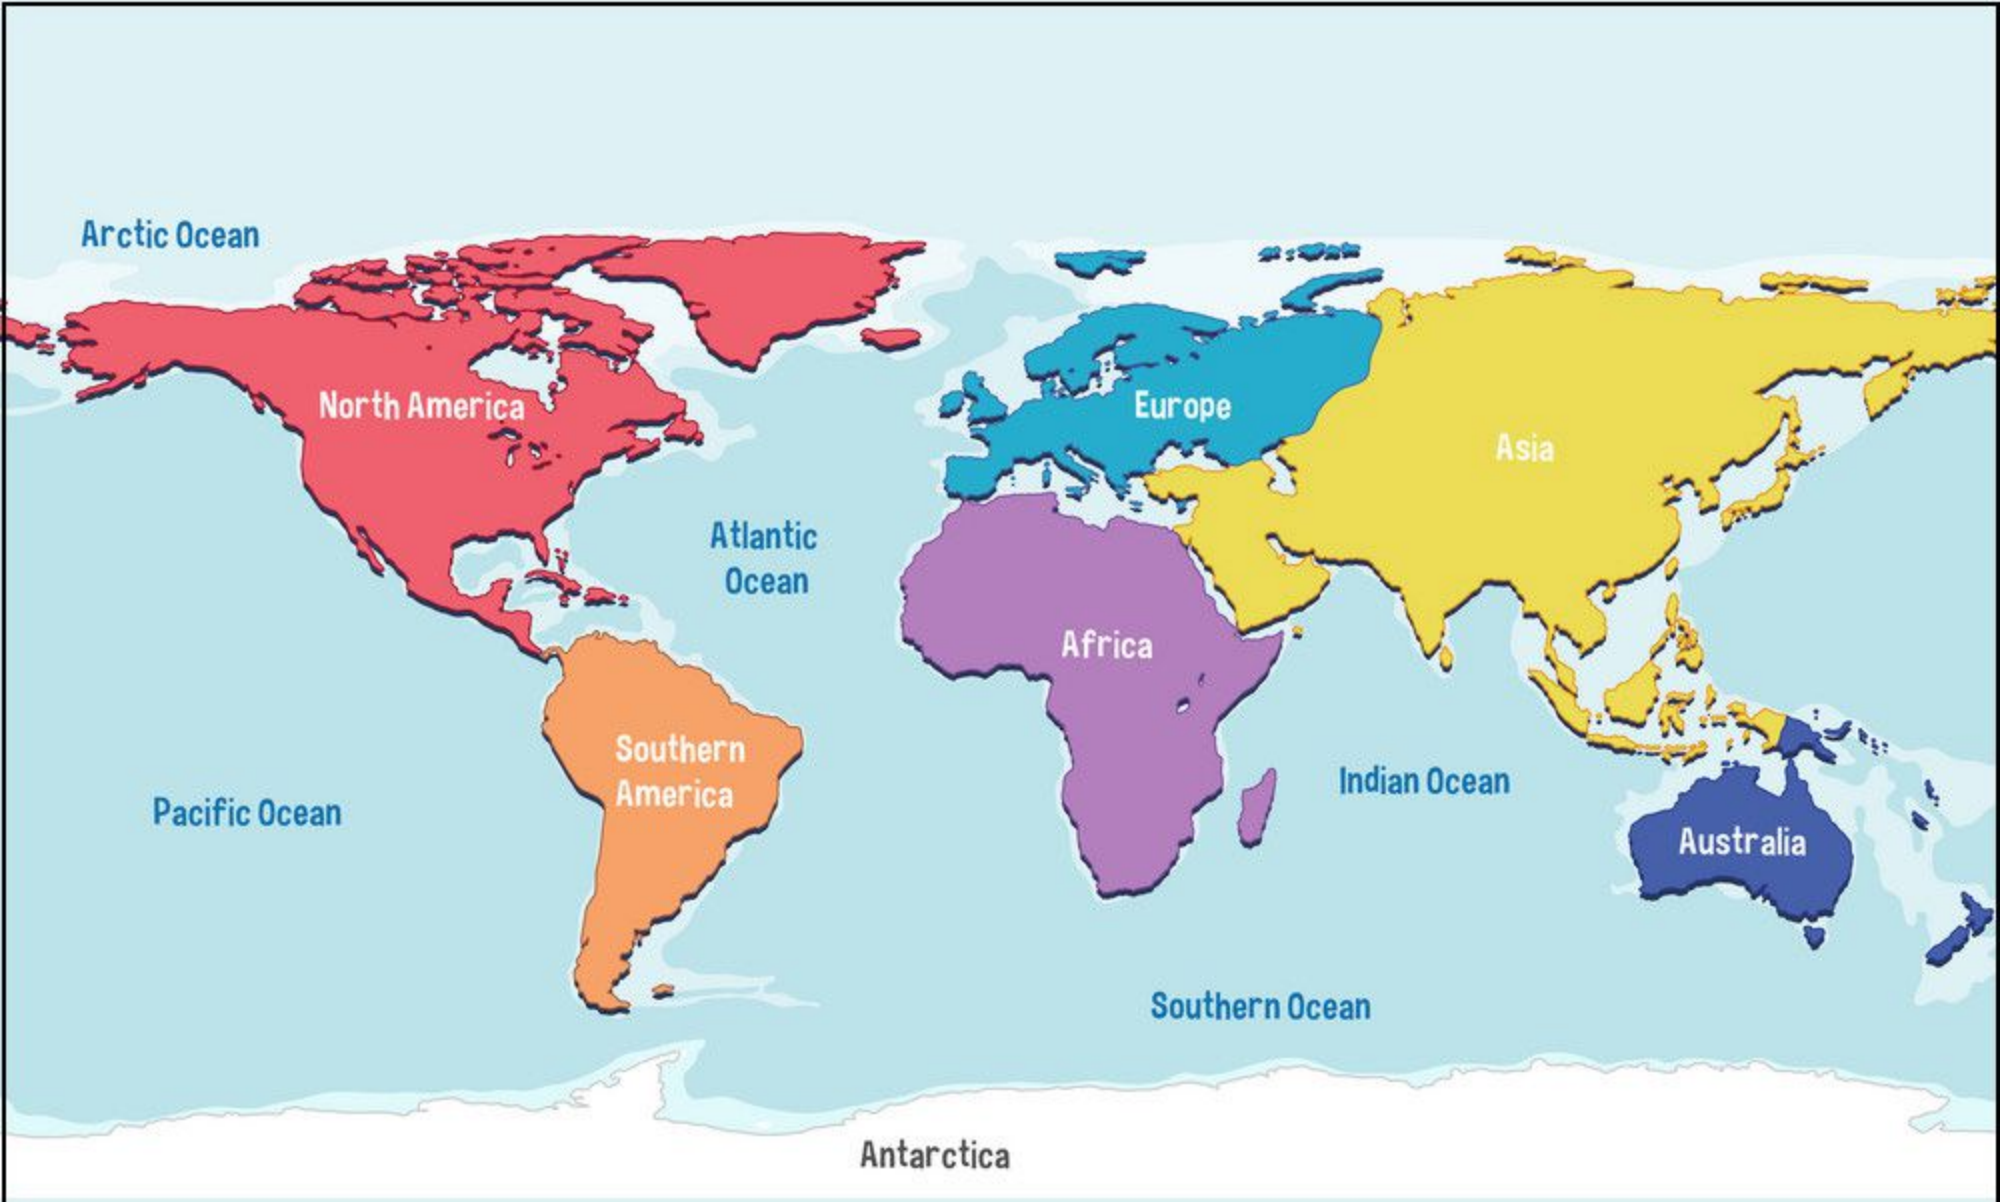 Arctic Ocean
North America
Europe
Asia
Atlantic
Ocean
Africa
Southern
America
Pacific Ocean
Indian Ocean
Australia
Southern Ocean
Antarctica